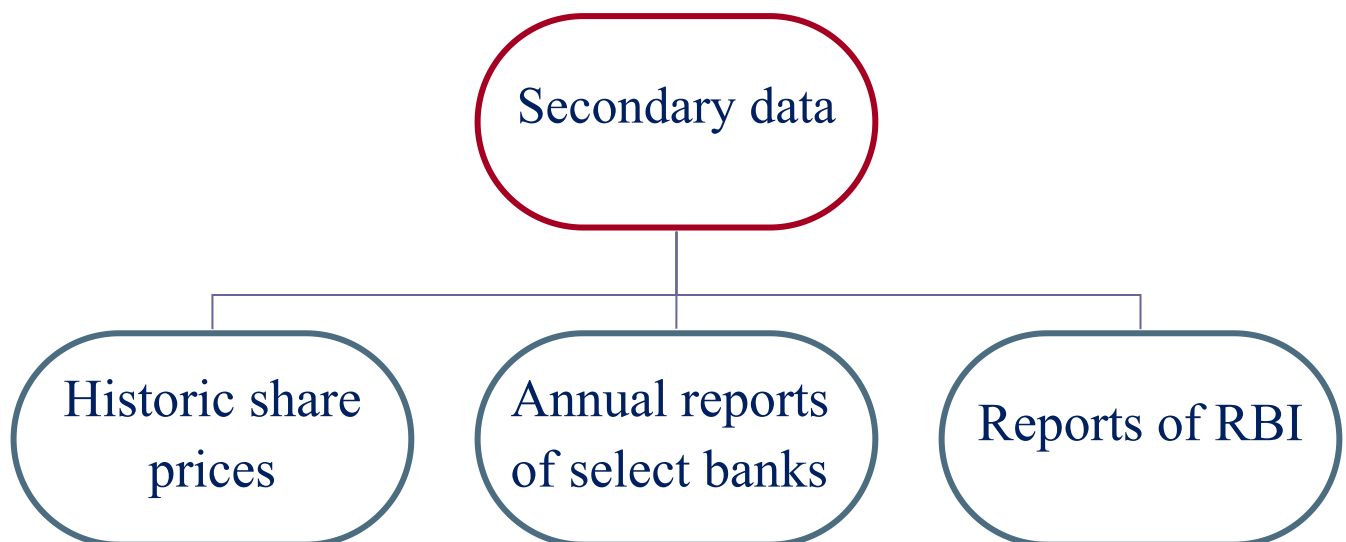 Secondary data
Historic share
prices
Annual reports
of select banks
Reports of RBI